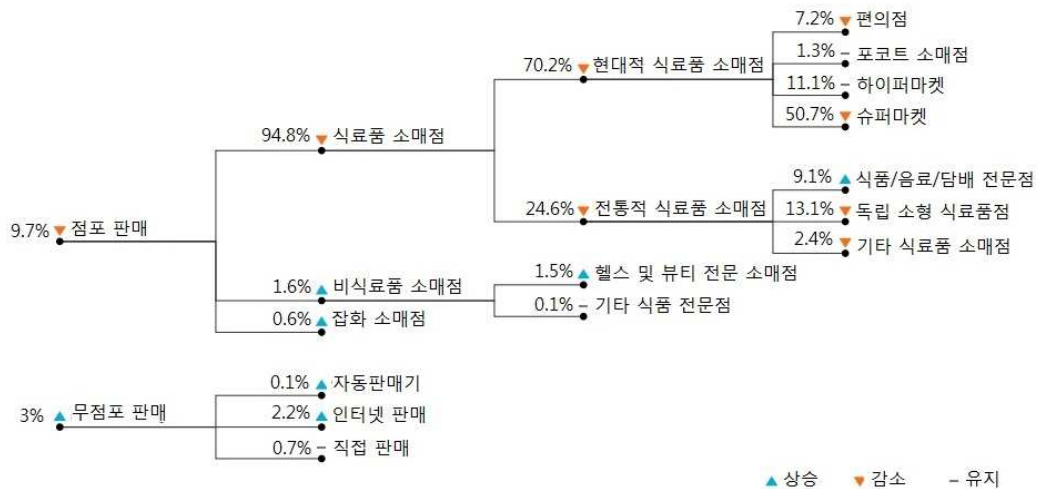 7.2% ▼ 편의점
1.3% – 포코트 소매점
70.2% ▼ 현대적 식료품 소매점
11.1% – 하이퍼마켓
50.7% ▼ 슈퍼마켓
94.8% ▼ 식료품 소매점
9.1% ▲ 식품/음료/담배 전문점
24.6% ▼ 전통적 식료품 소매점
13.1% ▼ 독립 소형 식료품점
9.7% ▼ 점포 판매
2.4% ▼ 기타 식료품 소매점
1.6% ▲ 비식료품 소매점
1.5% ▲ 헬스 및 뷰티 전문 소매점
0.1% – 기타 식품 전문점
0.6% ▲ 잡화 소매점
0.1% ▲ 자동판매기
3% ▲ 무점포 판매
2.2% ▲ 인터넷 판매
0.7% – 직접 판매
▲ 상승 ▼ 감소 – 유지